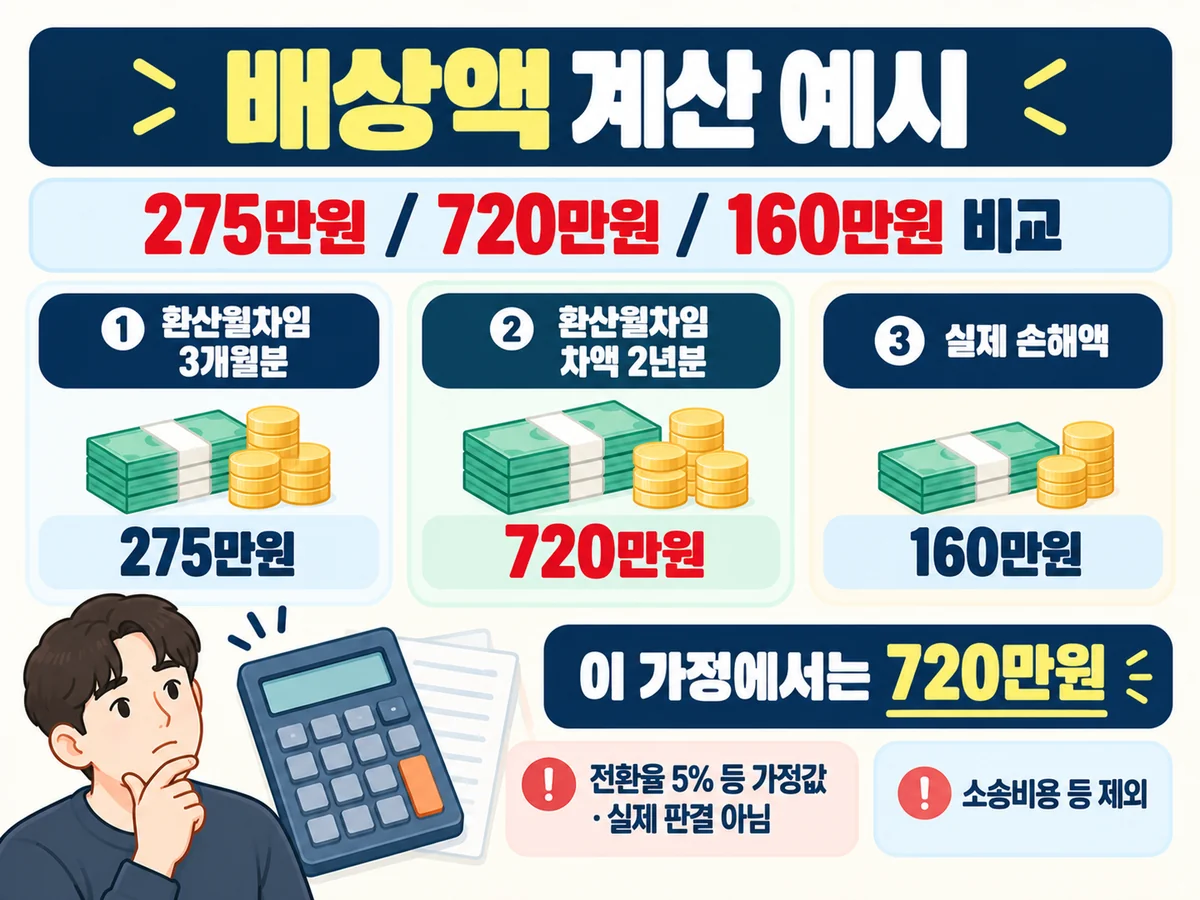 배상액 계산 예시
275만원 / 720만원 / 160만원 비교
1 환산월차임
3개월분
2 환산월차임
차액 2년분
3 실제 손해액
275만원
720만원
160만원
이 가정에서는 720만원
! 전환율 5% 등 가정값
· 실제 판결 아님
! 소송비용 등 제외